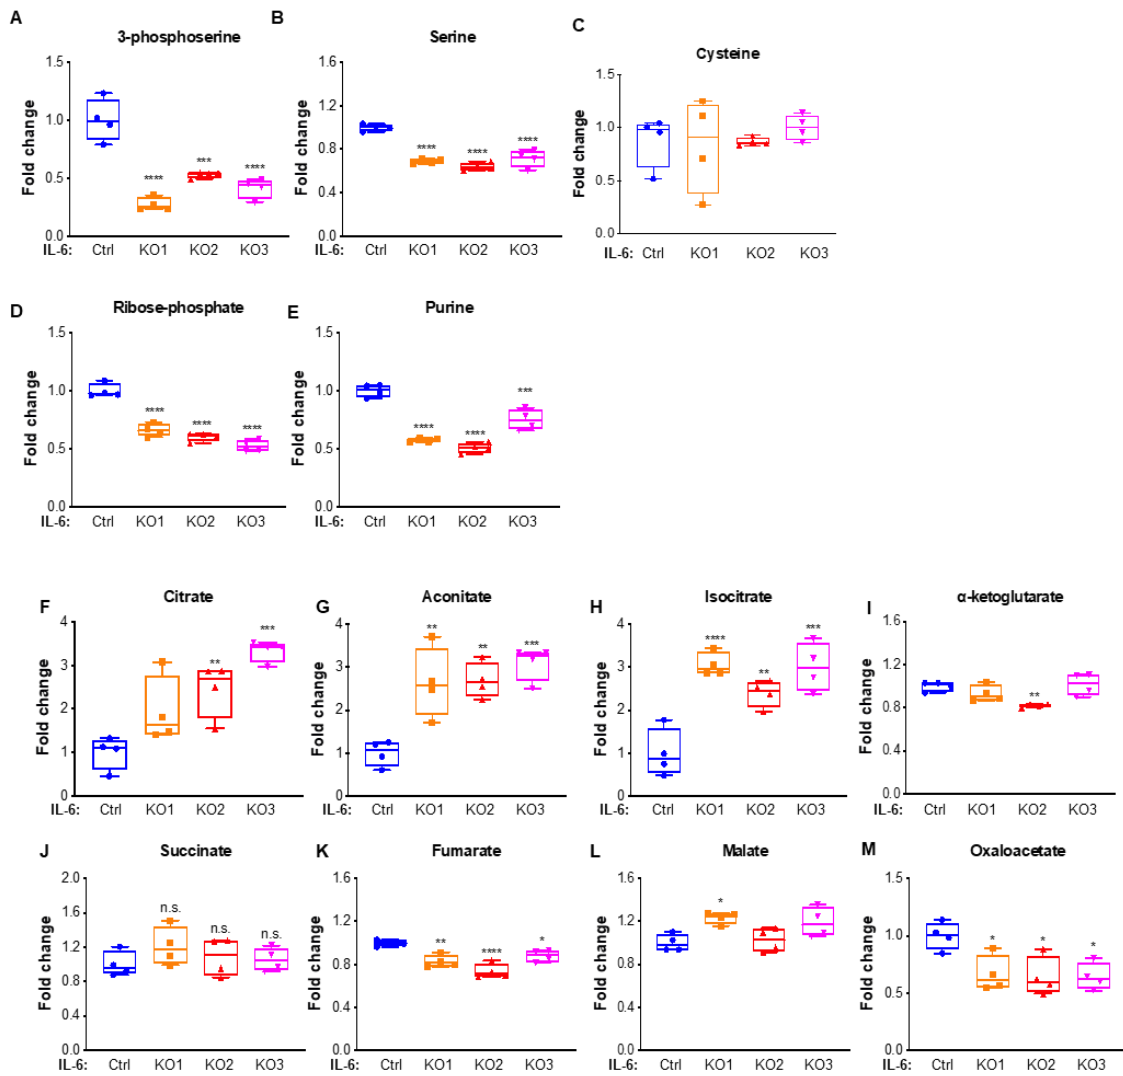 A
3-phosphoserine
Fold change
1.5
1.0
0.5
0.0
****
***
****
IL-6: Ctrl KO1 KO2 KO3
B
Serine
Fold change
1.6
1.2
0.8
0.4
0.0
****
****
****
IL-6: Ctrl KO1 KO2 KO3
C
Cysteine
Fold change
1.5
1.0
0.5
0.0
IL-6: Ctrl KO1 KO2 KO3
D
Ribose-phosphate
Fold change
1.5
1.0
0.5
0.0
****
****
****
IL-6: Ctrl KO1 KO2 KO3
E
Purine
Fold change
1.5
1.0
0.5
0.0
****
****
***
IL-6: Ctrl KO1 KO2 KO3
F
Citrate
Fold change
4
3
2
1
0
**
***
IL-6: Ctrl KO1 KO2 KO3
G
Aconitate
Fold change
4
3
2
1
0
**
**
***
IL-6: Ctrl KO1 KO2 KO3
H
Isocitrate
Fold change
4
3
2
1
0
****
**
***
IL-6: Ctrl KO1 KO2 KO3
I
α-ketoglutarate
Fold change
1.6
1.2
0.8
0.4
0.0
**
IL-6: Ctrl KO1 KO2 KO3
J
Succinate
Fold change
2.0
1.6
1.2
0.8
0.4
0.0
n.s.
n.s.
n.s.
IL-6: Ctrl KO1 KO2 KO3
K
Fumarate
Fold change
1.6
1.2
0.8
0.4
0.0
**
****
*
IL-6: Ctrl KO1 KO2 KO3
L
Malate
Fold change
1.6
1.2
0.8
0.4
0.0
*
IL-6: Ctrl KO1 KO2 KO3
M
Oxaloacetate
Fold change
1.5
1.0
0.5
0.0
*
*
*
IL-6: Ctrl KO1 KO2 KO3